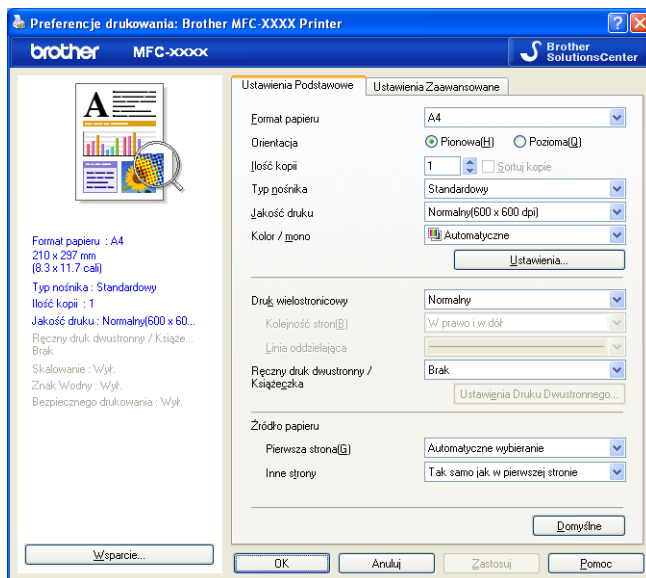 Preferencje drukowania: Brother MFC-XXXX Printer
brother MFC-xxxx
Brother
SolutionsCenter
A
Format papieru : A4
210 x 297 mm
(8.3 x 11.7 cali)
Typ nośnika : Standardowy
Ilość kopii : 1
Jakość druku : Normalny(600 x 60...
Ręczny druk dwustronny / Książe...
Brak
Skalowanie : Wył.
Znak Wodny : Wył.
Bezpiecznego drukowania : Wył.
Wsparcie...
Ustawienia Podstawowe Ustawienia Zaawansowane
Format papieru A4
Orientacja Pionowa(H) Pozioma(Q)
Ilość kopii 1 Sortuj kopie
Typ nośnika Standardowy
Jakość druku Normalny(600 x 600 dpi)
Kolor / mono Automatyczne
Ustawienia...
Druk wielostronicowy Normalny
Kolejność stron(B) W prawo i w dół
Linia oddzielająca
Ręczny druk dwustronny /
Książeczka Brak
Ustawienia Druku Dwustronnego...
Źródło papieru
Pierwsza strona(G) Automatyczne wybieranie
Inne strony Tak samo jak w pierwszej stronie
Domyślne
OK Anuluj Zastosuj Pomoc